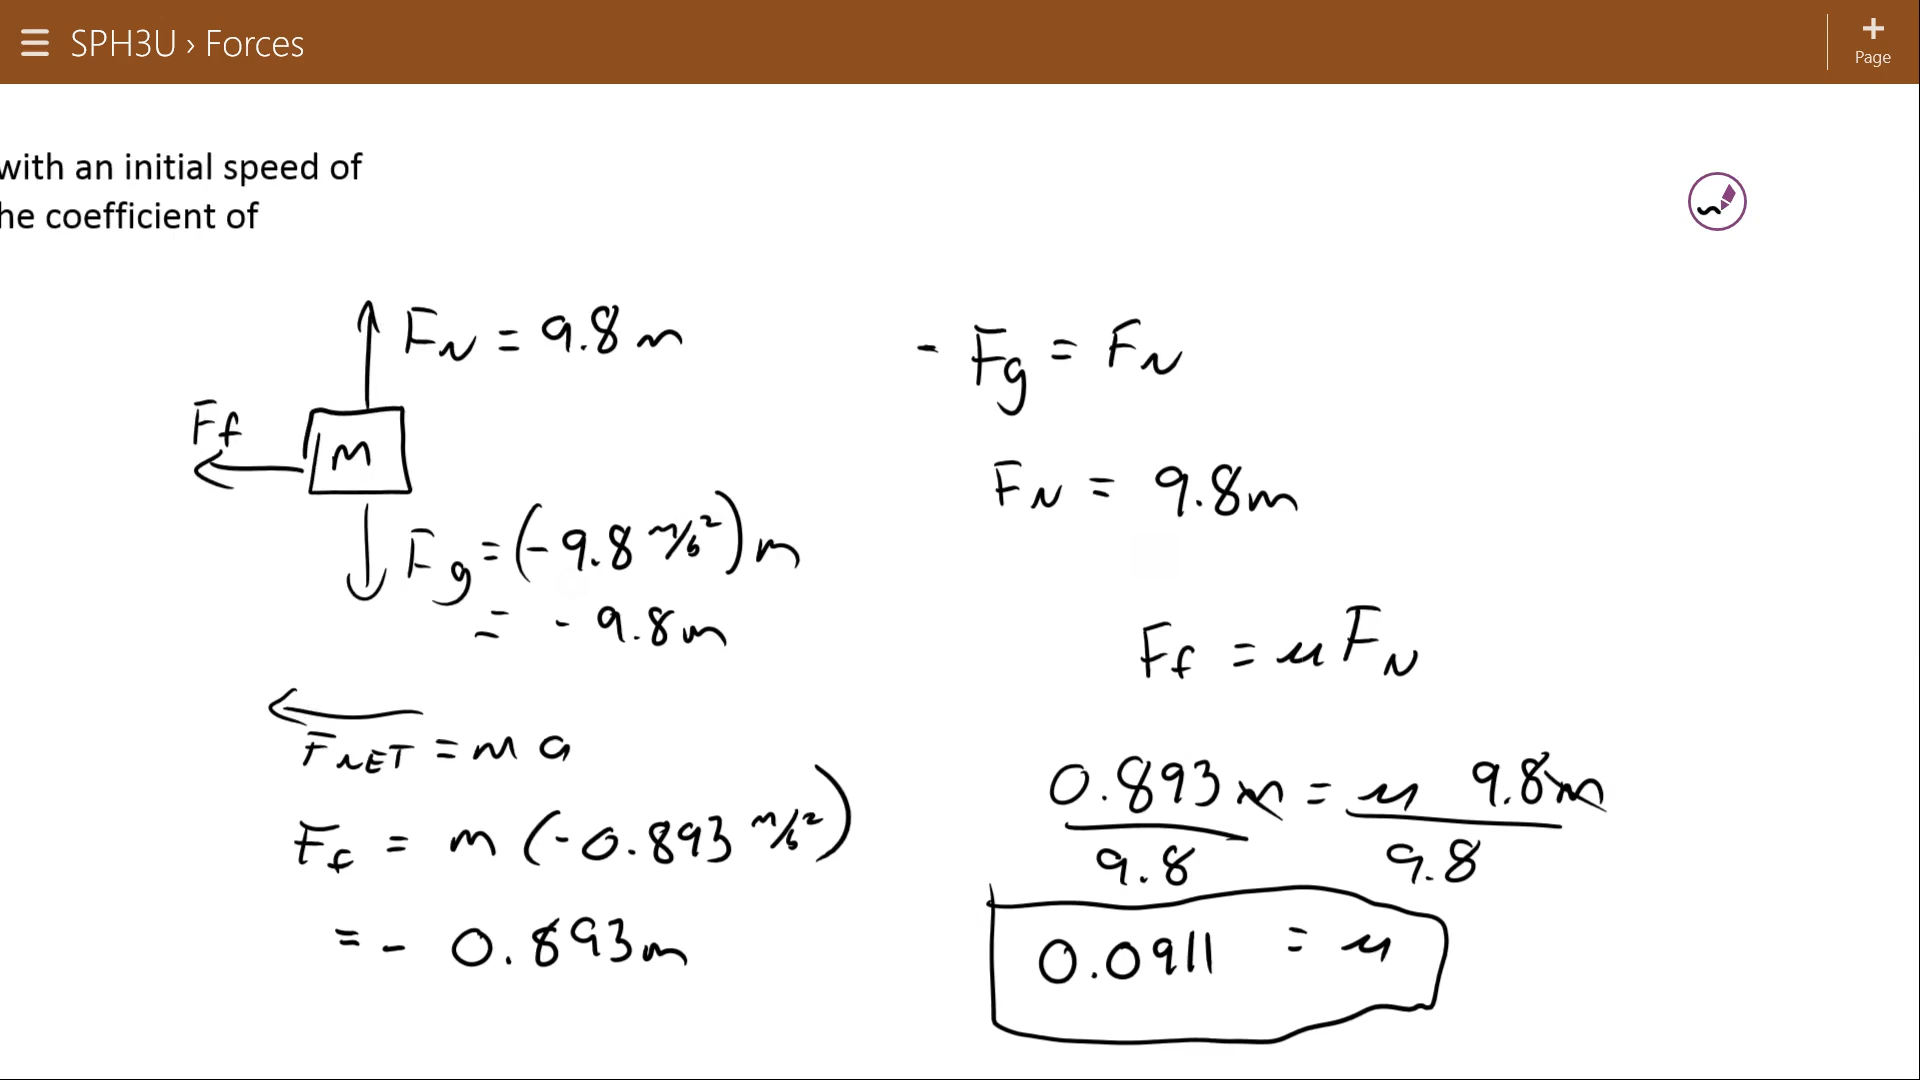 SPH3U › Forces
+
Page
with an initial speed of
he coefficient of
FN = 9.8 m
Ff
m
Fg = (-9.8 m/s²) m
= - 9.8 m
FNET = m a
Ff = m (-0.893 m/s²)
= - 0.893 m
- Fg = FN
FN = 9.8 m
Ff = μ FN
0.893 m = μ 9.8 m
9.8 9.8
0.0911 = μ